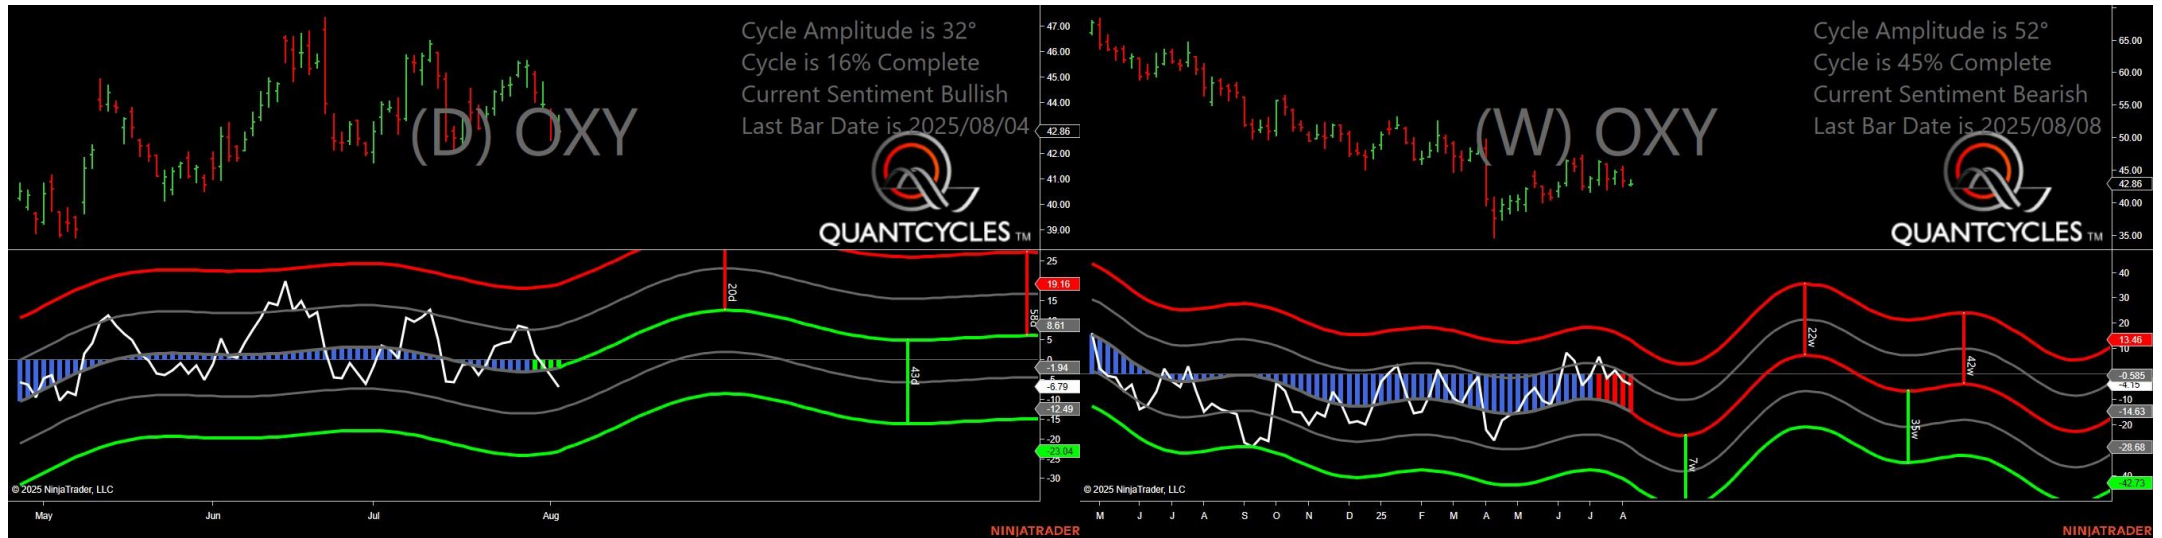 Cycle Amplitude is 32°
Cycle is 16% Complete
Current Sentiment Bullish
Last Bar Date is 2025/08/04
(D) OXY
QUANTCYCLES TM
47.00
46.00
45.00
44.00
42.86
42.00
41.00
40.00
39.00
25
19.16
15
8.61
5
0
-1.94
-6.79
-10
-12.49
-15
-20
-23.04
-25
-30
20d
43d
58d
© 2025 NinjaTrader, LLC
May Jun Jul Aug
NINJATRADER
Cycle Amplitude is 52°
Cycle is 45% Complete
Current Sentiment Bearish
Last Bar Date is 2025/08/08
(W) OXY
QUANTCYCLES TM
65.00
60.00
55.00
50.00
45.00
42.86
40.00
35.00
40
30
20
13.46
10
-0.585
-4.15
-10
-14.63
-20
-28.68
-42.73
7w
22w
35w
42w
© 2025 NinjaTrader, LLC
M J J A S O N D 25 F M A M J J A
NINJATRADER